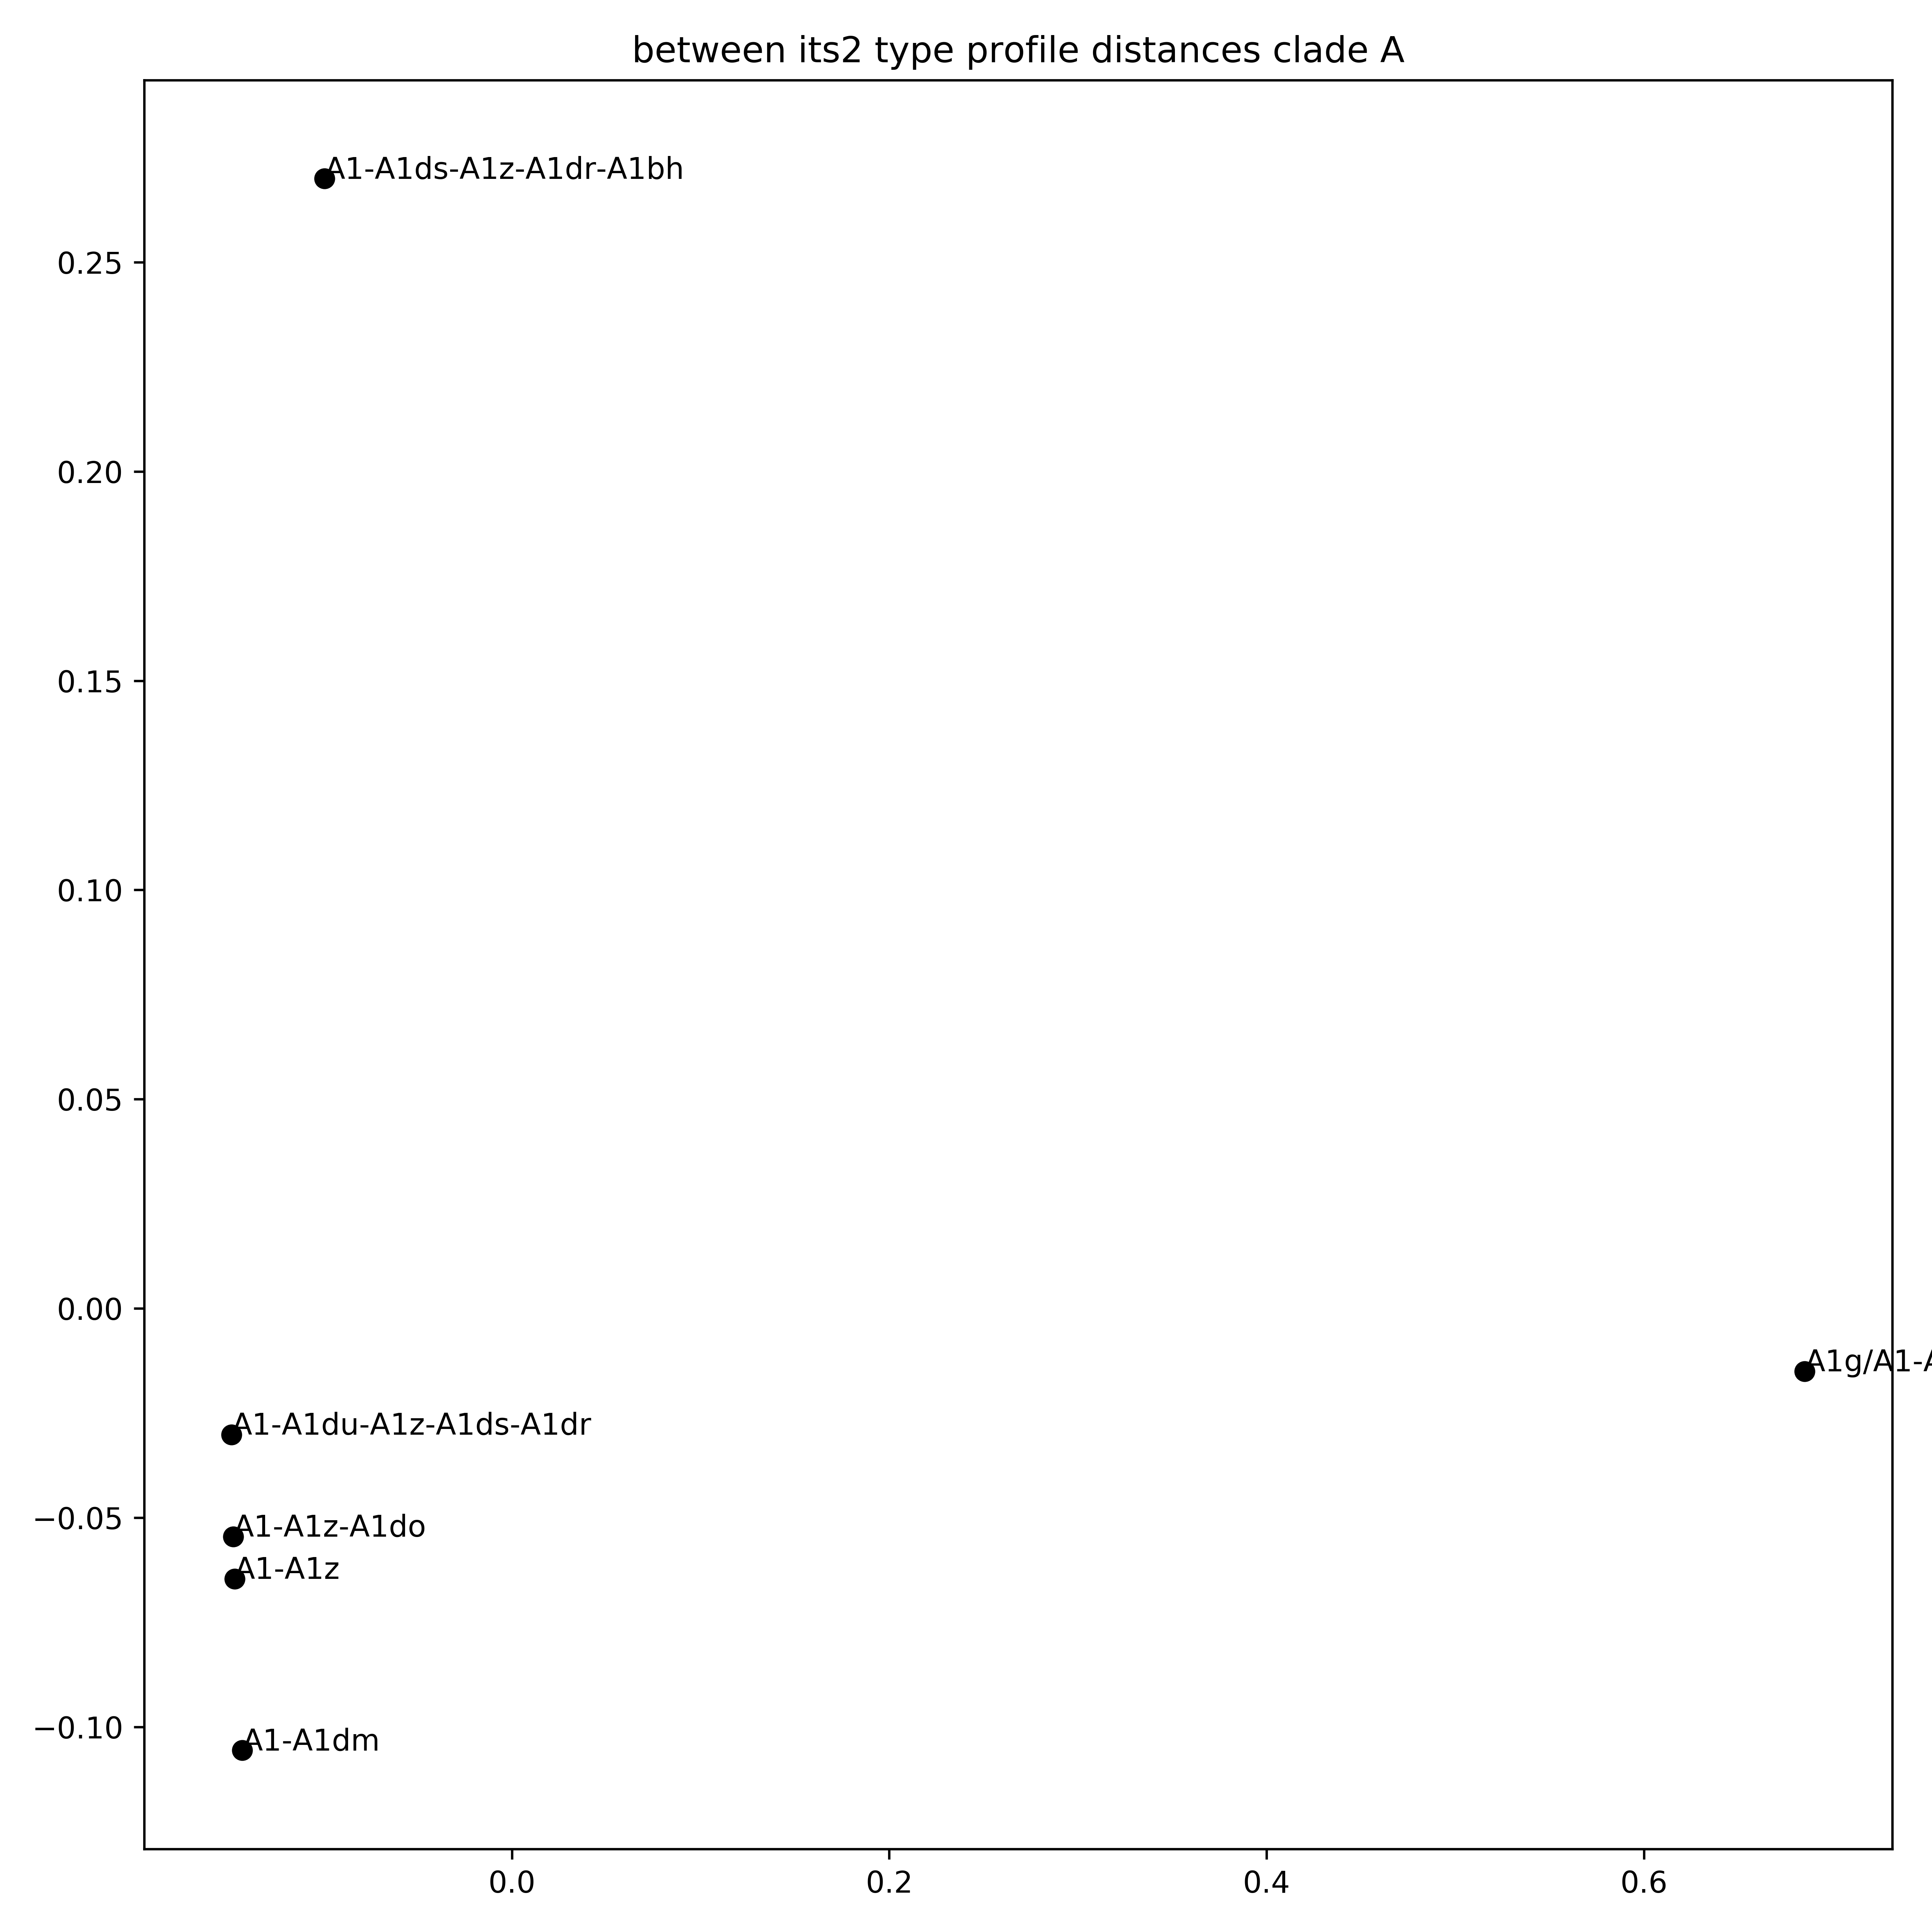 between its2 type profile distances clade A
A1-A1ds-A1z-A1dr-A1bh
0.25
0.20
0.15
0.10
0.05
0.00
A1g/A1-A
A1-A1du-A1z-A1ds-A1dr
−0.05
A1-A1z-A1do
A1-A1z
−0.10
A1-A1dm
0.0 0.2 0.4 0.6